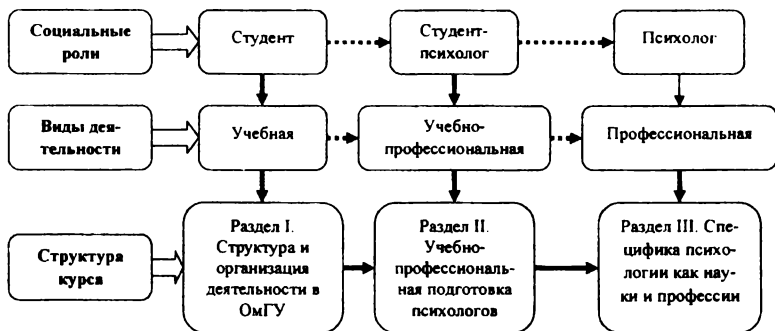 Социальные
роли
Студент
Студент-
психолог
Психолог
Виды дея-
тельности
Учебная
Учебно-
профессиональная
Профессиональная
Структура
курса
Раздел I.
Структура и
организация
деятельности в
ОмГУ
Раздел II.
Учебно-
профессиональ-
ная подготовка
психологов
Раздел III. Спе-
цифика психо-
логии как нау-
ки и профессии